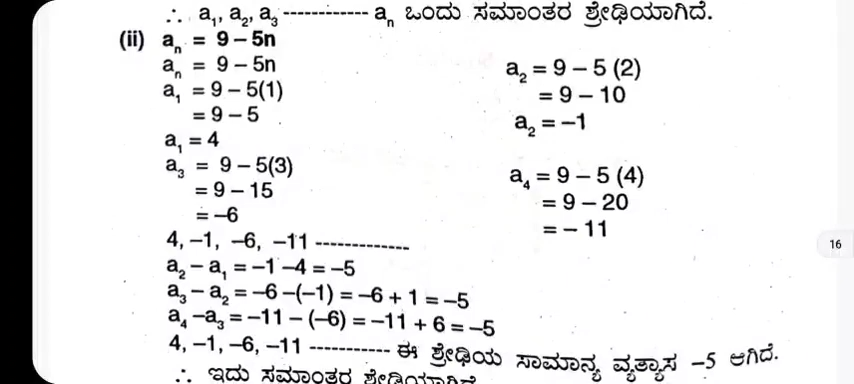 ∴ a₁, a₂, a₃ ------------ aₙ ಒಂದು ಸಮಾಂತರ ಶ್ರೇಢಿಯಾಗಿದೆ.
(ii) aₙ = 9 – 5n
aₙ = 9 – 5n
a₁ = 9 – 5(1)
= 9 – 5
a₁ = 4
a₂ = 9 – 5 (2)
= 9 – 10
a₂ = –1
a₃ = 9 – 5(3)
= 9 – 15
= –6
a₄ = 9 – 5 (4)
= 9 – 20
= – 11
4, –1, –6, –11 -------------
a₂ – a₁ = –1 –4 = –5
a₃ – a₂ = –6 –(–1) = –6 + 1 = –5
a₄ –a₃ = –11 – (–6) = –11 + 6 = –5
4, –1, –6, –11 ----------- ಈ ಶ್ರೇಢಿಯ ಸಾಮಾನ್ಯ ವ್ಯತ್ಯಾಸ –5 ಆಗಿದೆ.
∴ ಇದು ಸಮಾಂತರ ಶ್ರೇಢಿಯಾಗಿದೆ.
16